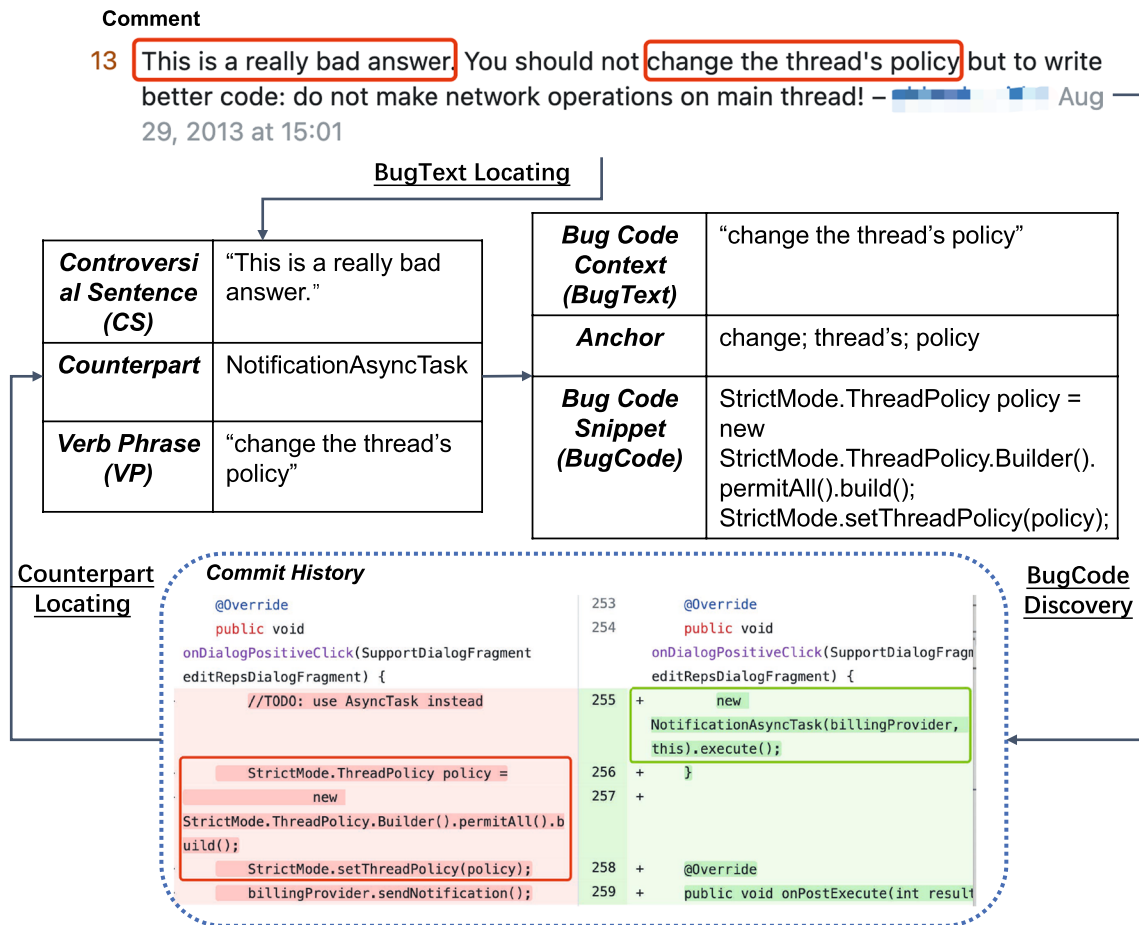 Comment
13 This is a really bad answer. You should not change the thread's policy but to write
better code: do not make network operations on main thread! – Aug
29, 2013 at 15:01
BugText Locating
Controversi
al Sentence
(CS)
“This is a really bad
answer.”
Counterpart
NotificationAsyncTask
Verb Phrase
(VP)
“change the thread’s
policy”
Bug Code
Context
(BugText)
“change the thread’s policy”
Anchor
change; thread’s; policy
Bug Code
Snippet
(BugCode)
StrictMode.ThreadPolicy policy =
new
StrictMode.ThreadPolicy.Builder().
permitAll().build();
StrictMode.setThreadPolicy(policy);
Counterpart
Locating
BugCode
Discovery
Commit History
@Override
public void
onDialogPositiveClick(SupportDialogFragment
editRepsDialogFragment) {
//TODO: use AsyncTask instead
StrictMode.ThreadPolicy policy =
new
StrictMode.ThreadPolicy.Builder().permitAll().b
uild();
StrictMode.setThreadPolicy(policy);
billingProvider.sendNotification();
253 @Override
254 public void
onDialogPositiveClick(SupportDialogFragm
editRepsDialogFragment) {
255 + new
NotificationAsyncTask(billingProvider,
this).execute();
256 + }
257 +
258 + @Override
259 + public void onPostExecute(int result